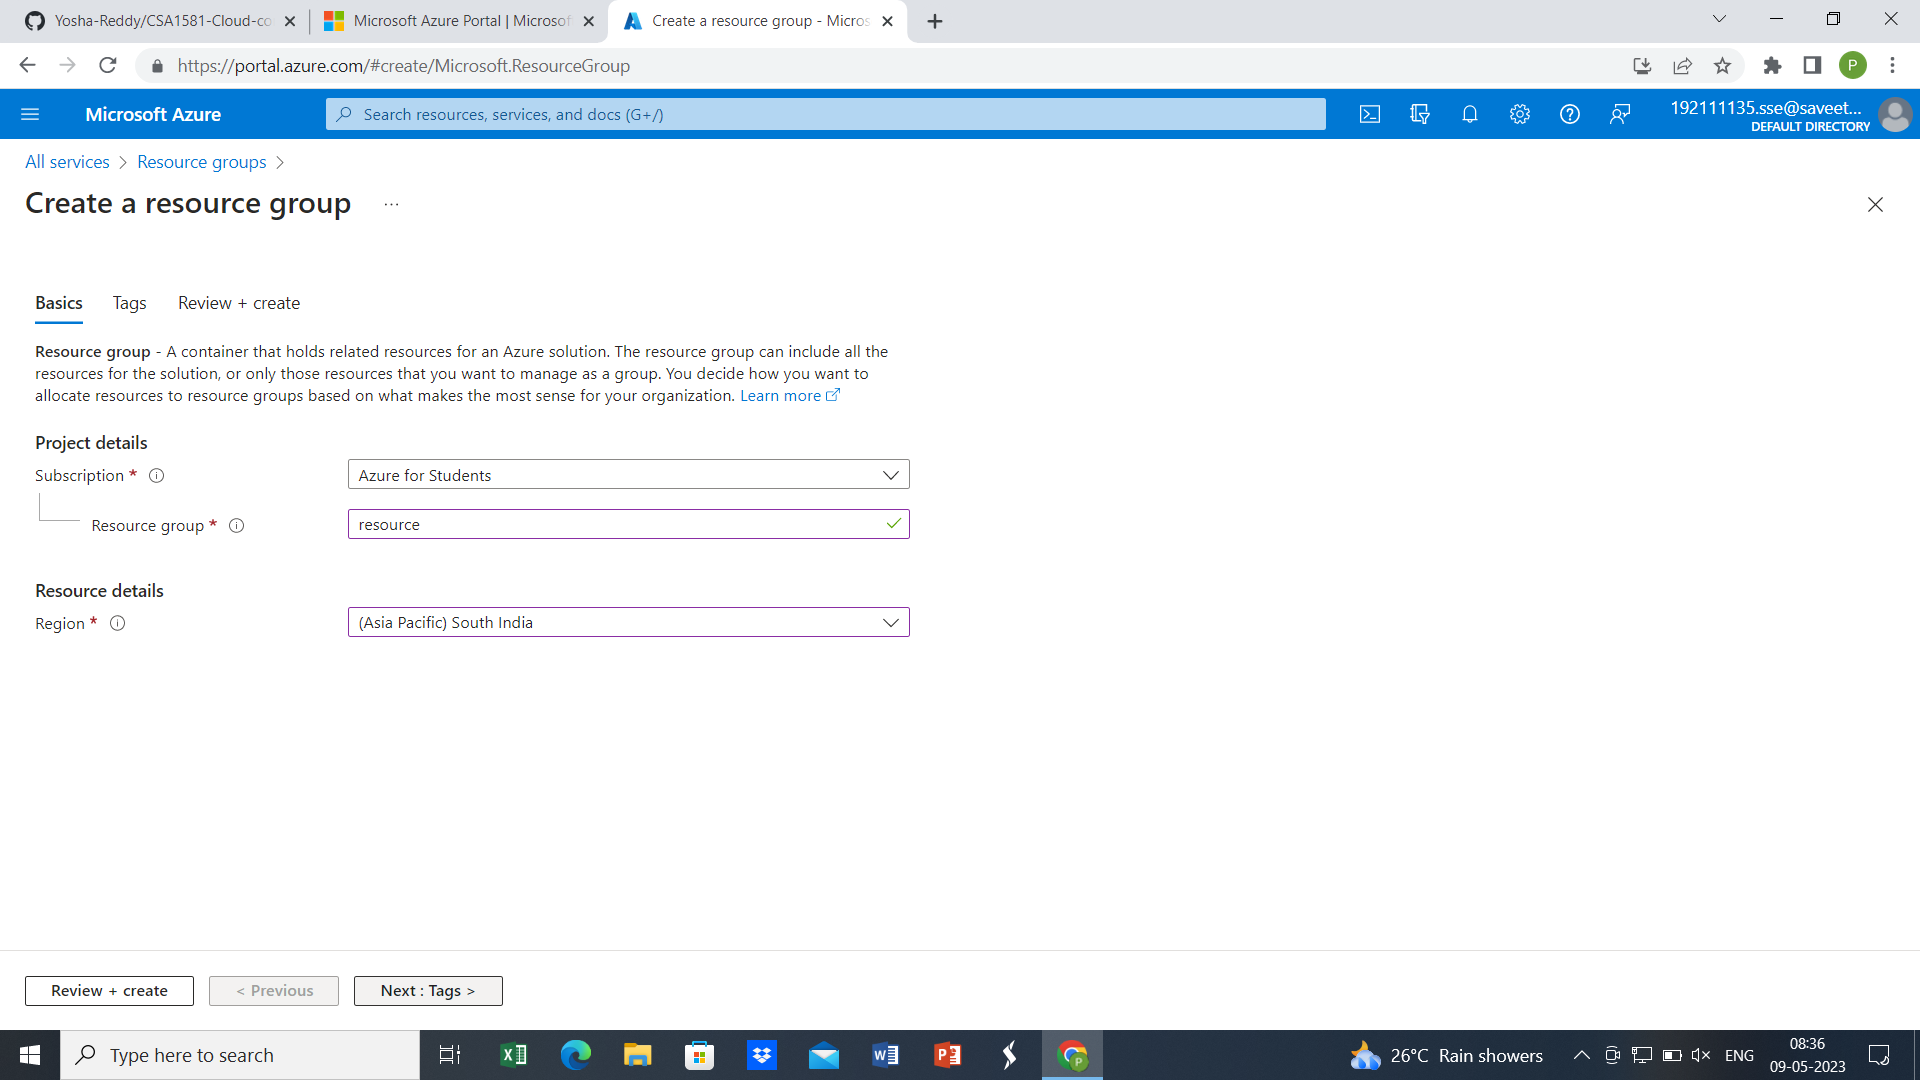 Yosha-Reddy/CSA1581-Cloud-co
Microsoft Azure Portal | Microsof
Create a resource group - Micros
https://portal.azure.com/#create/Microsoft.ResourceGroup
P
Microsoft Azure
Search resources, services, and docs (G+/)
192111135.sse@saveet...
DEFAULT DIRECTORY
All services > Resource groups >
Create a resource group ...
Basics Tags Review + create
Resource group - A container that holds related resources for an Azure solution. The resource group can include all the
resources for the solution, or only those resources that you want to manage as a group. You decide how you want to
allocate resources to resource groups based on what makes the most sense for your organization. Learn more
Project details
Subscription * Azure for Students
Resource group * resource
Resource details
Region * (Asia Pacific) South India
Review + create < Previous Next : Tags >
Type here to search
26°C Rain showers
ENG
08:36
09-05-2023